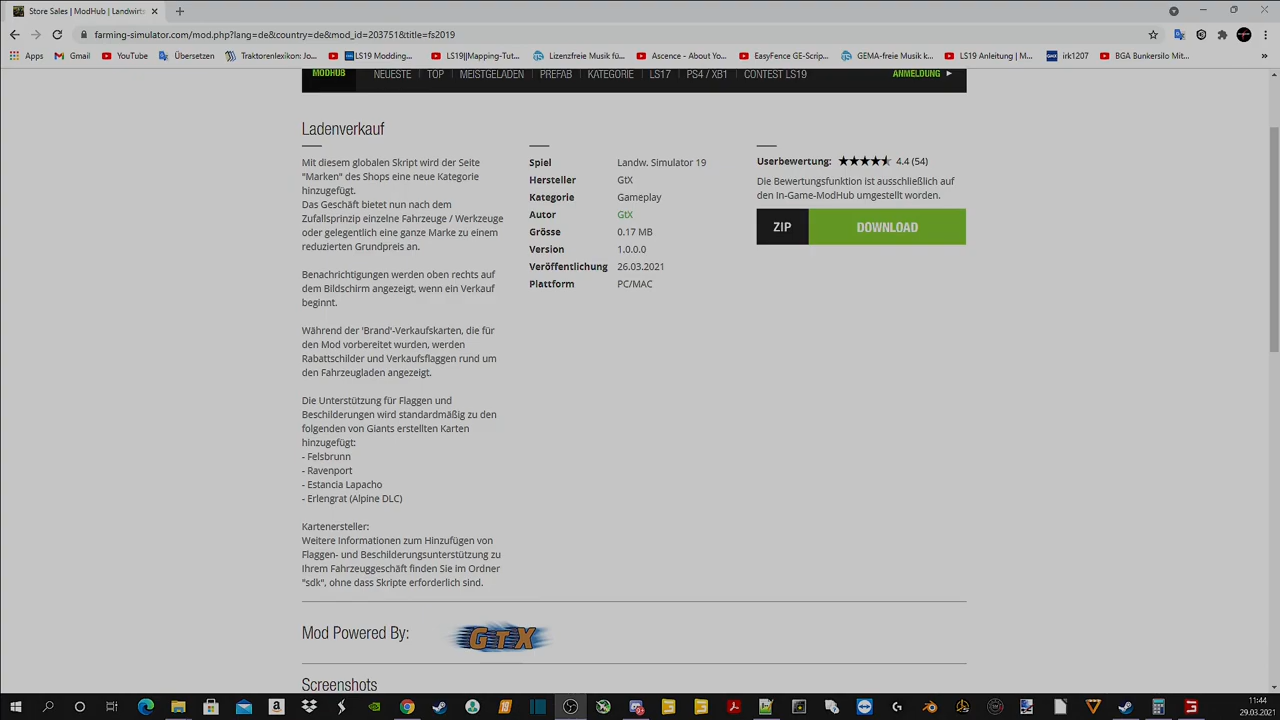 Store Sales | ModHub | Landwirts
farming-simulator.com/mod.php?lang=de&country=de&mod_id=203751&title=fs2019
Apps
Gmail
YouTube
Übersetzen
Traktorenlexikon: Jo...
LS19 Modding...
LS19||Mapping-Tut...
Lizenzfreie Musik fü...
Ascence - About Yo...
EasyFence GE-Scrip...
GEMA-freie Musik k...
LS19 Anleitung | M...
irk1207
BGA Bunkersilo Mit...
»
MODHUB
NEUESTE | TOP | MEISTGELADEN | PREFAB | KATEGORIE | LS17 | PS4 / XB1 | CONTEST LS19
ANMELDUNG
Ladenverkauf
Mit diesem globalen Skript wird der Seite
"Marken" des Shops eine neue Kategorie
hinzugefügt.
Das Geschäft bietet nun nach dem
Zufallsprinzip einzelne Fahrzeuge / Werkzeuge
oder gelegentlich eine ganze Marke zu einem
reduzierten Grundpreis an.
Benachrichtigungen werden oben rechts auf
dem Bildschirm angezeigt, wenn ein Verkauf
beginnt.
Während der 'Brand'-Verkaufskarten, die für
den Mod vorbereitet wurden, werden
Rabattschilder und Verkaufsflaggen rund um
den Fahrzeugladen angezeigt.
Die Unterstützung für Flaggen und
Beschilderungen wird standardmäßig zu den
folgenden von Giants erstellten Karten
hinzugefügt:
- Felsbrunn
- Ravenport
- Estancia Lapacho
- Erlengrat (Alpine DLC)
Kartenersteller:
Weitere Informationen zum Hinzufügen von
Flaggen- und Beschilderungsunterstützung zu
Ihrem Fahrzeuggeschäft finden Sie im Ordner
"sdk", ohne dass Skripte erforderlich sind.
Spiel Landw. Simulator 19
Hersteller GtX
Kategorie Gameplay
Autor GtX
Grösse 0.17 MB
Version 1.0.0.0
Veröffentlichung 26.03.2021
Plattform PC/MAC
Userbewertung: 4.4 (54)
Die Bewertungsfunktion ist ausschließlich auf
den In-Game-ModHub umgestellt worden.
ZIP DOWNLOAD
Mod Powered By: GtX
Screenshots
11:44
29.03.2021